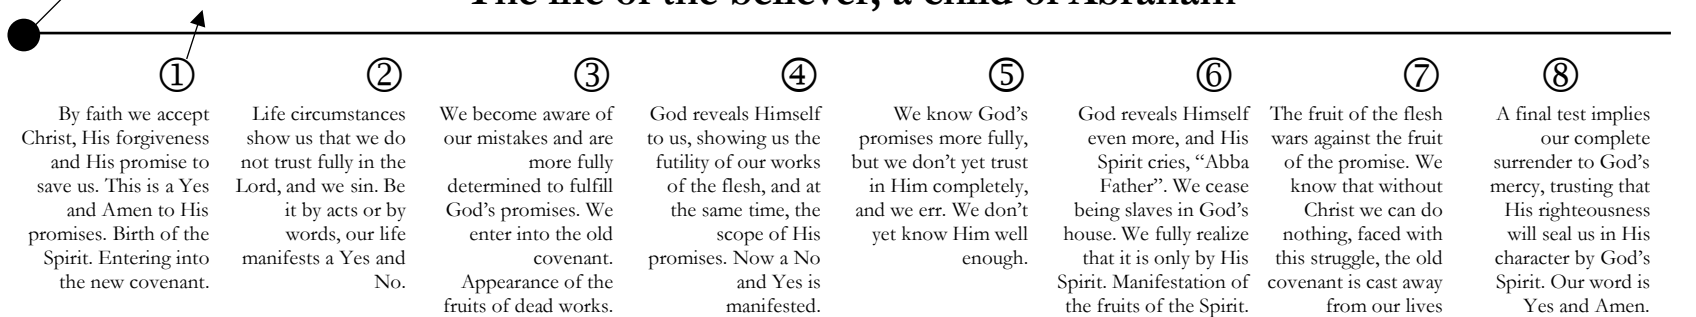 The life of the believer, a child of Abraham
①
By faith we accept
Christ, His forgiveness
and His promise to
save us. This is a Yes
and Amen to His
promises. Birth of the
Spirit. Entering into
the new covenant.
②
Life circumstances
show us that we do
not trust fully in the
Lord, and we sin. Be
it by acts or by
words, our life
manifests a Yes and
No.
③
We become aware of
our mistakes and are
more fully
determined to fulfill
God’s promises. We
enter into the old
covenant.
Appearance of the
fruits of dead works.
④
God reveals Himself
to us, showing us the
futility of our works
of the flesh, and at
the same time, the
scope of His
promises. Now a No
and Yes is
manifested.
⑤
We know God’s
promises more fully,
but we don’t yet trust
in Him completely,
and we err. We don’t
yet know Him well
enough.
⑥
God reveals Himself
even more, and His
Spirit cries, “Abba
Father”. We cease
being slaves in God’s
house. We fully realize
that it is only by His
Spirit. Manifestation of
the fruits of the Spirit.
⑦
The fruit of the flesh
wars against the fruit
of the promise. We
know that without
Christ we can do
nothing, faced with
this struggle, the old
covenant is cast away
from our lives
⑧
A final test implies
our complete
surrender to God’s
mercy, trusting that
His righteousness
will seal us in His
character by God’s
Spirit. Our word is
Yes and Amen.